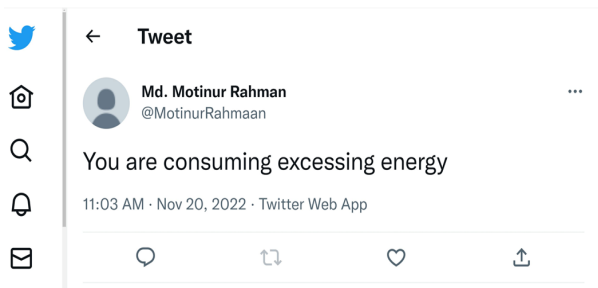 Tweet
Md. Motinur Rahman
@MotinurRahmaan
You are consuming excessing energy
11:03 AM · Nov 20, 2022 · Twitter Web App